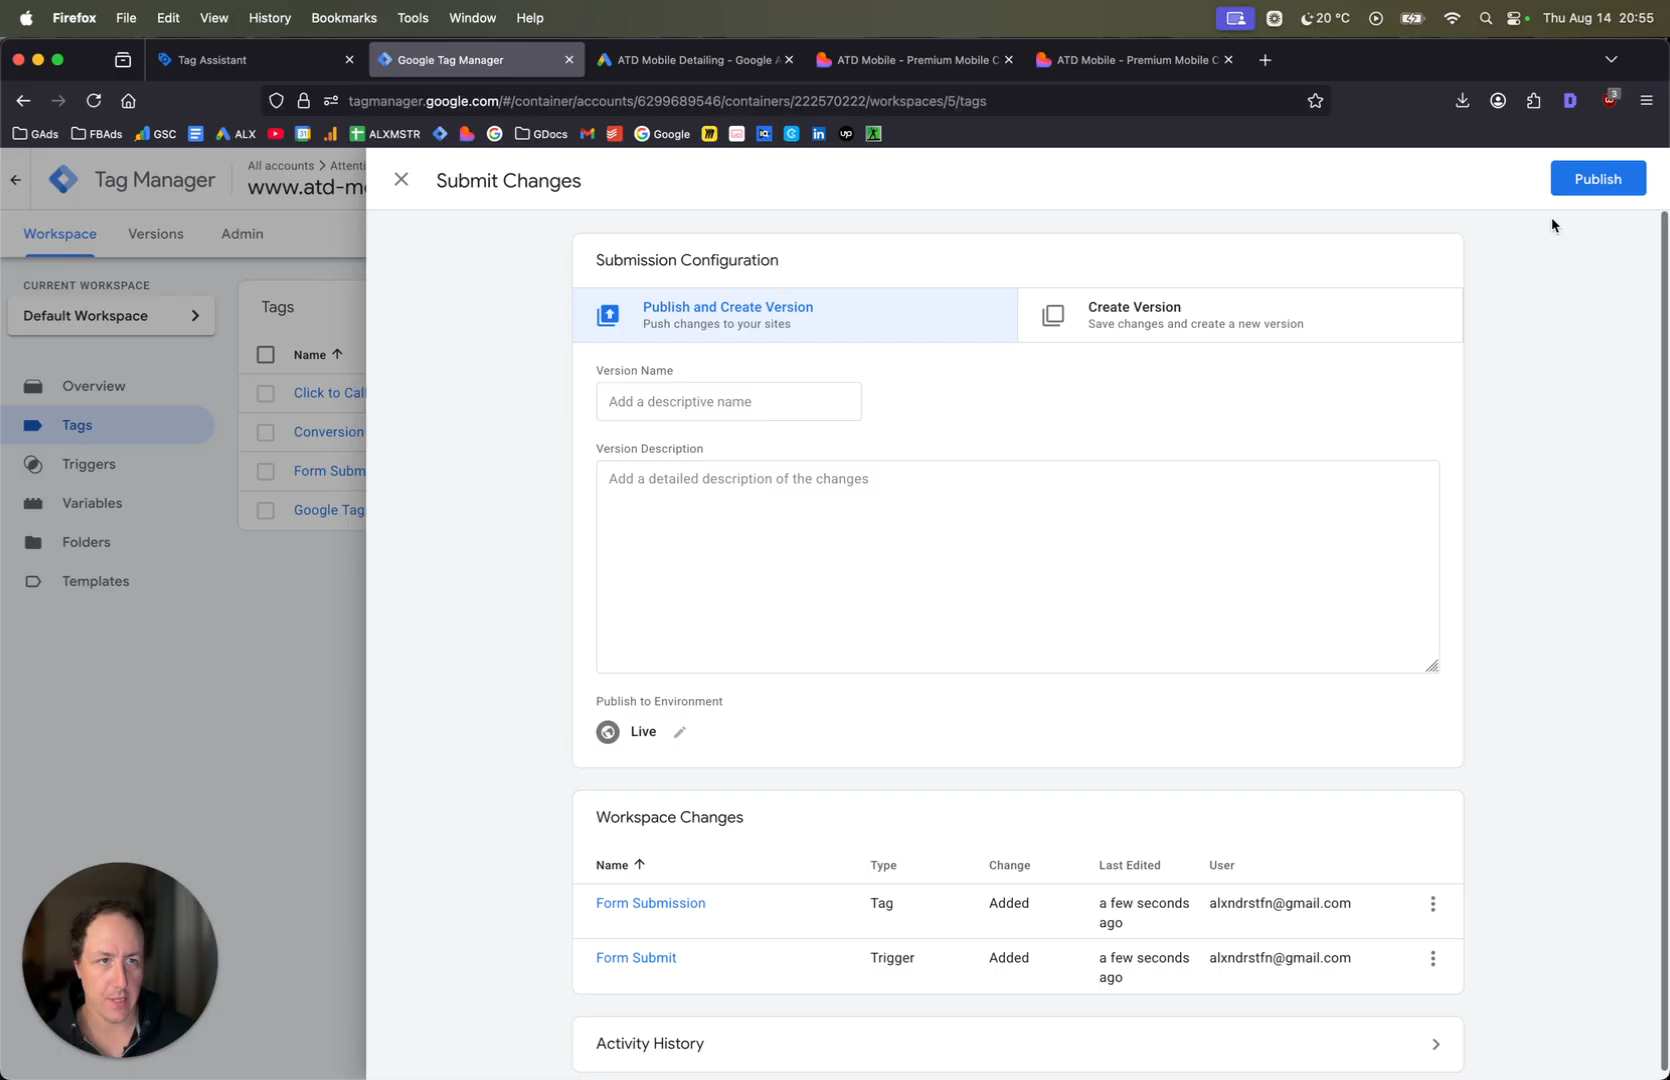 Firefox File Edit View History Bookmarks Tools Window Help 20 °C Thu Aug 14 20:55
Tag Assistant
Google Tag Manager
ATD Mobile Detailing - Google A
ATD Mobile - Premium Mobile C
ATD Mobile - Premium Mobile C
tagmanager.google.com/#/container/accounts/6299689546/containers/222570222/workspaces/5/tags
3
GAds FBAds GSC ALX ALXMSTR GDocs Google
All accounts > Attenti
Tag Manager
www.atd-m
Submit Changes
Publish
Workspace Versions Admin
CURRENT WORKSPACE
Default Workspace
Overview
Tags
Triggers
Variables
Folders
Templates
Tags
Name
Click to Cal
Conversion
Form Subm
Google Tag
Submission Configuration
Publish and Create Version
Push changes to your sites
Create Version
Save changes and create a new version
Version Name
Add a descriptive name
Version Description
Add a detailed description of the changes
Publish to Environment
Live
Workspace Changes
Name Type Change Last Edited User
Form Submission Tag Added a few seconds ago alxndrstfn@gmail.com
Form Submit Trigger Added a few seconds ago alxndrstfn@gmail.com
Activity History